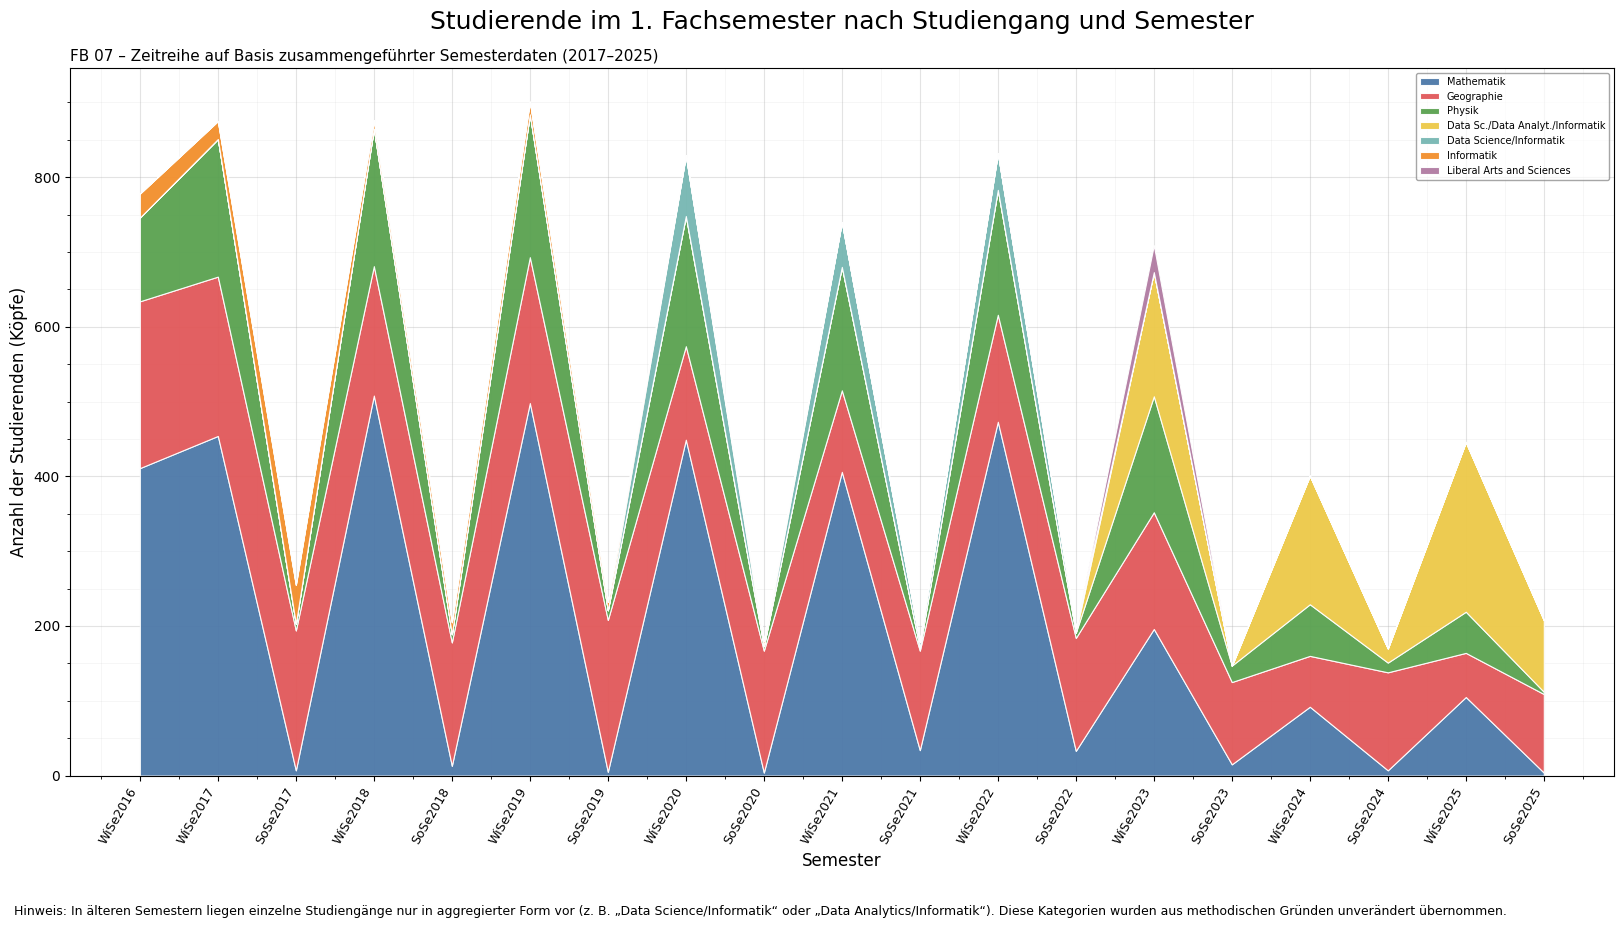 Studierende im 1. Fachsemester nach Studiengang und Semester
FB 07 – Zeitreihe auf Basis zusammengeführter Semesterdaten (2017–2025)
Mathematik
Geographie
Physik
Data Sc./Data Analyt./Informatik
Data Science/Informatik
Informatik
Liberal Arts and Sciences
Anzahl der Studierenden (Köpfe)
800
600
400
200
0
WiSe2016
WiSe2017
SoSe2017
WiSe2018
SoSe2018
WiSe2019
SoSe2019
WiSe2020
SoSe2020
WiSe2021
SoSe2021
WiSe2022
SoSe2022
WiSe2023
SoSe2023
WiSe2024
SoSe2024
WiSe2025
SoSe2025
Semester
Hinweis: In älteren Semestern liegen einzelne Studiengänge nur in aggregierter Form vor (z. B. „Data Science/Informatik“ oder „Data Analytics/Informatik“). Diese Kategorien wurden aus methodischen Gründen unverändert übernommen.